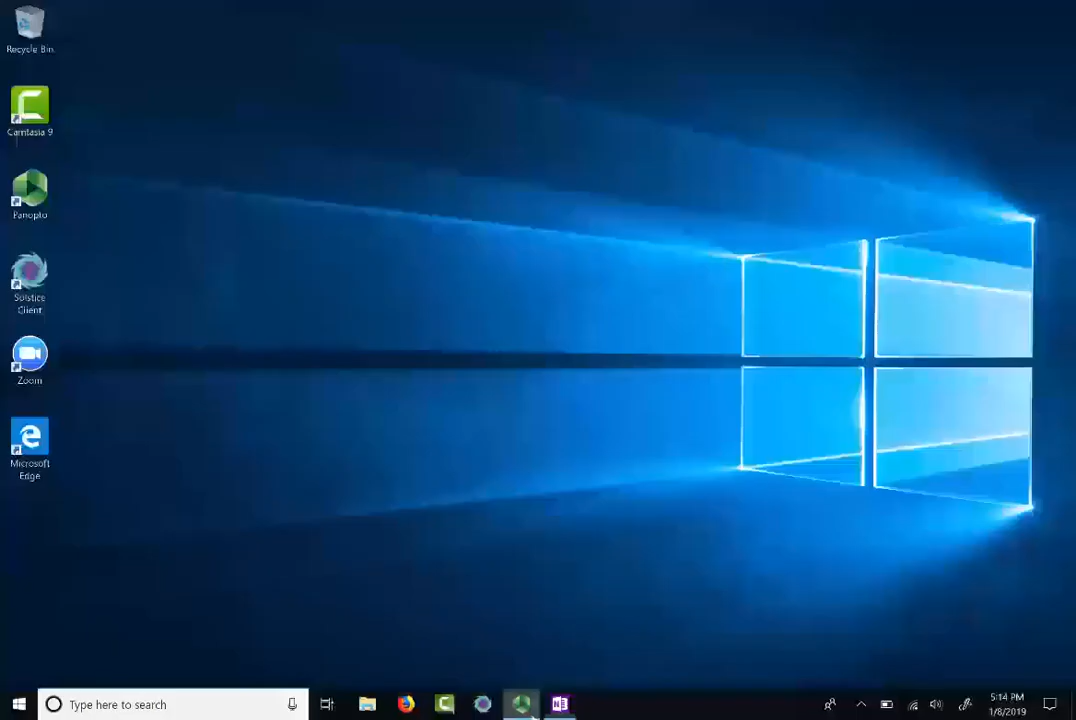 Recycle Bin
Camtasia 9
Panopto
Solstice
Client
Zoom
Microsoft
Edge
Type here to search
N
5:14 PM
1/8/2019